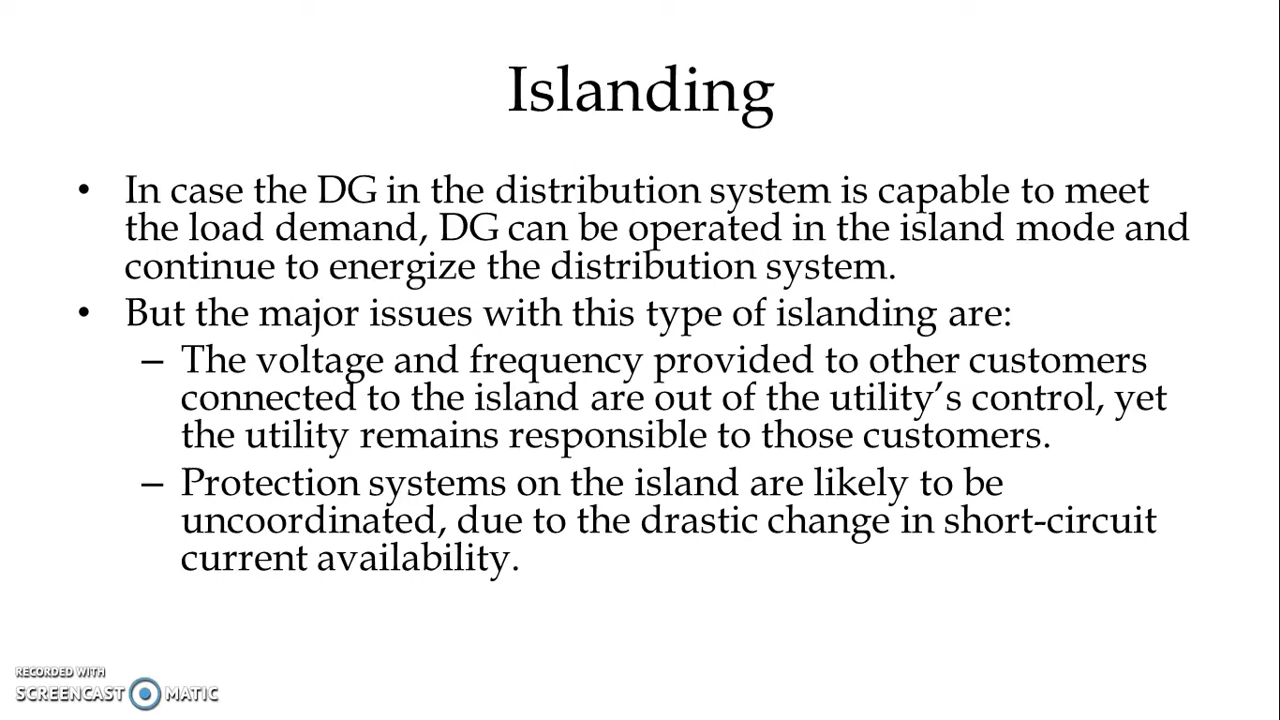 Islanding
• In case the DG in the distribution system is capable to meet
the load demand, DG can be operated in the island mode and
continue to energize the distribution system.
• But the major issues with this type of islanding are:
– The voltage and frequency provided to other customers
connected to the island are out of the utility’s control, yet
the utility remains responsible to those customers.
– Protection systems on the island are likely to be
uncoordinated, due to the drastic change in short-circuit
current availability.
RECORDED WITH
SCREENCAST MATIC